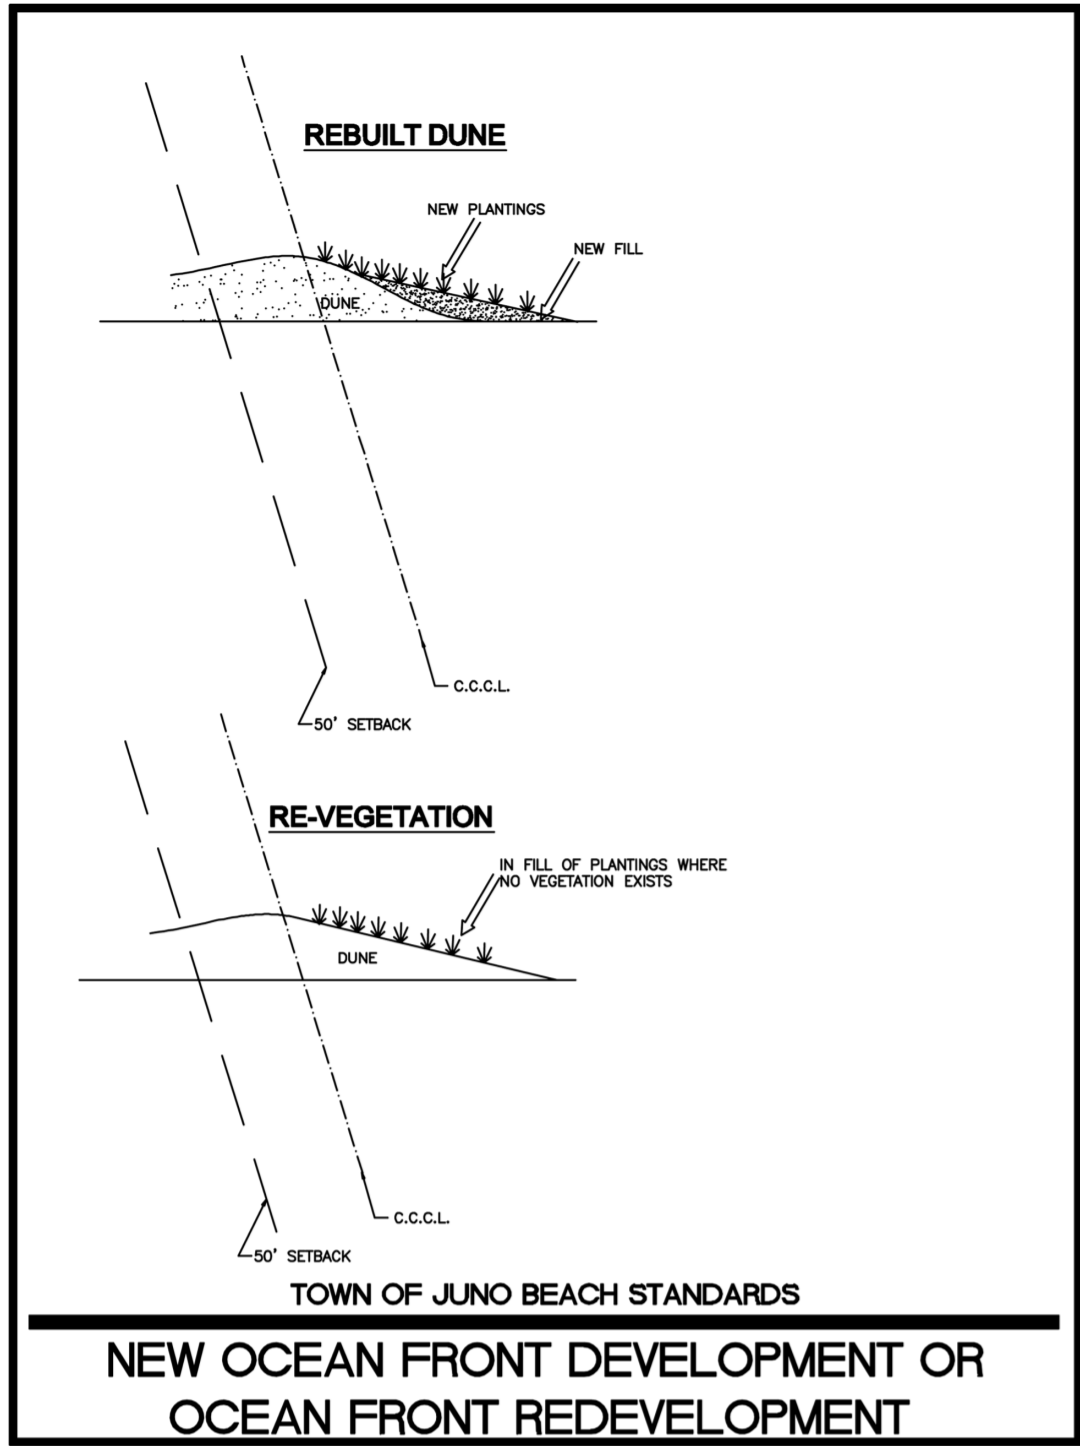 REBUILT DUNE
NEW PLANTINGS
NEW FILL
DUNE
C.C.C.L.
50' SETBACK
RE-VEGETATION
IN FILL OF PLANTINGS WHERE
NO VEGETATION EXISTS
DUNE
C.C.C.L.
50' SETBACK
TOWN OF JUNO BEACH STANDARDS
NEW OCEAN FRONT DEVELOPMENT OR
OCEAN FRONT REDEVELOPMENT